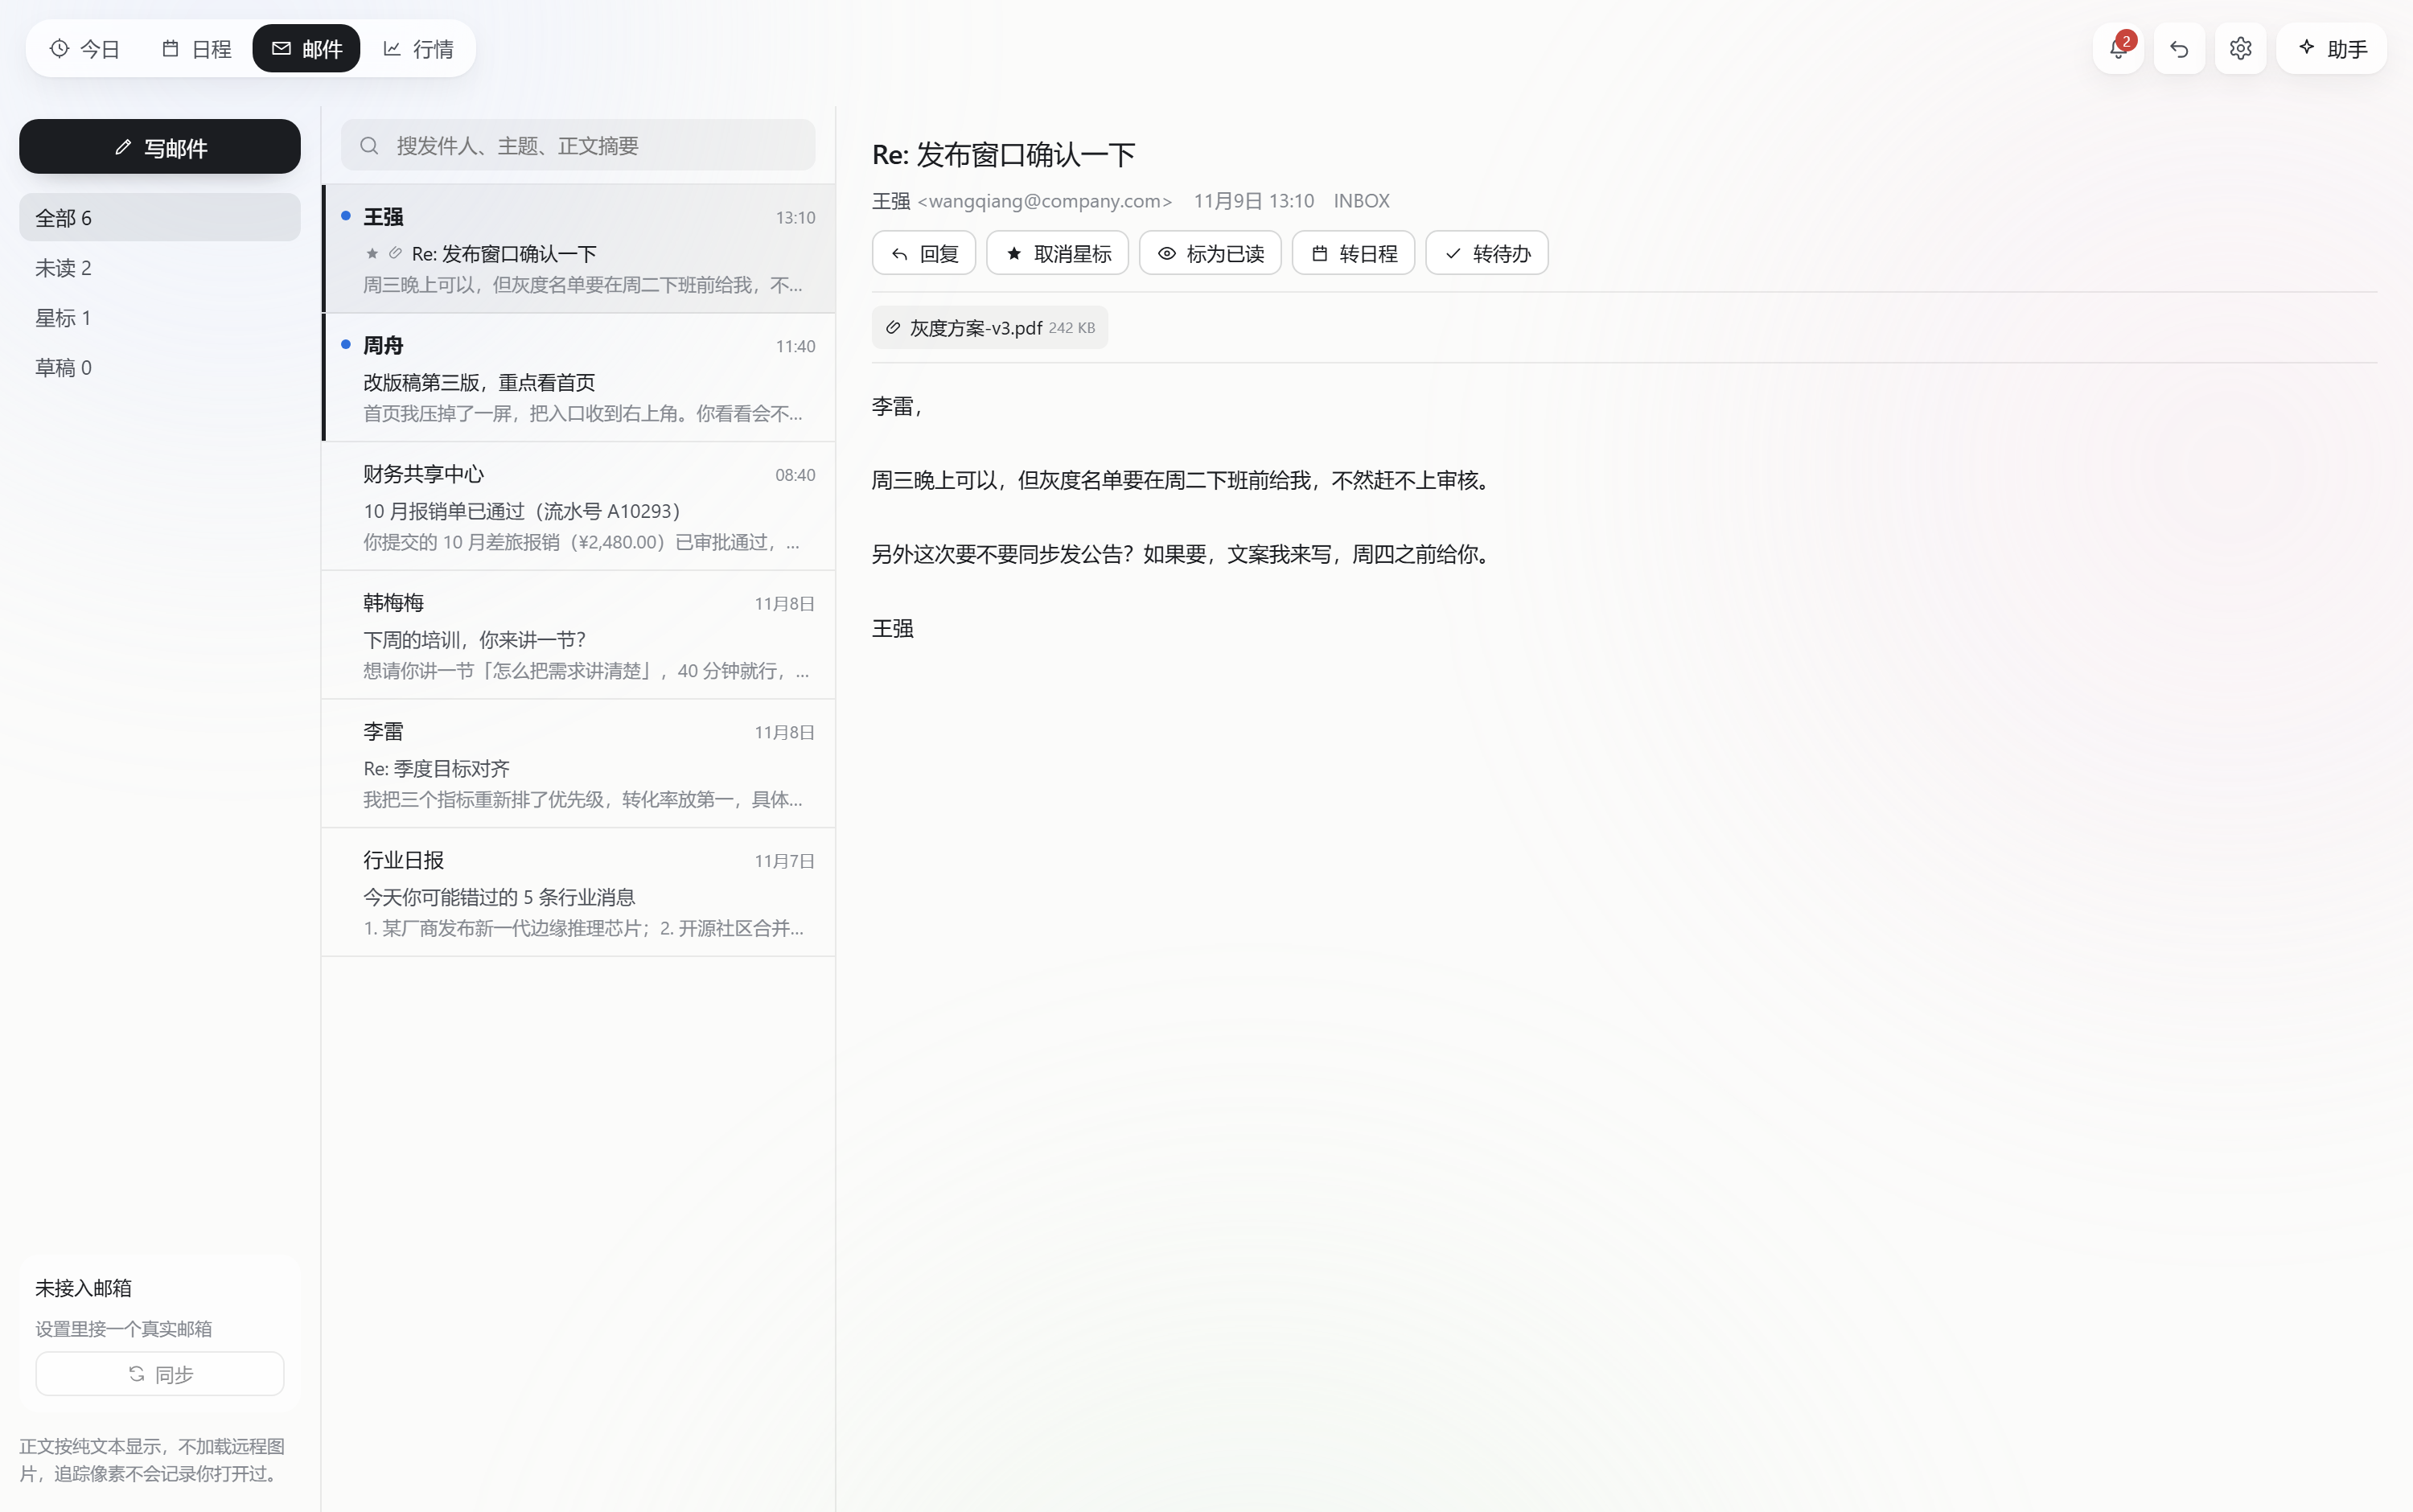 今日
日程
邮件
行情
2
助手
写邮件
全部 6
未读 2
星标 1
草稿 0
未接入邮箱
设置里接一个真实邮箱
同步
正文按纯文本显示，不加载远程图
片，追踪像素不会记录你打开过。
搜发件人、主题、正文摘要
王强 13:10
Re: 发布窗口确认一下
周三晚上可以，但灰度名单要在周二下班前给我，不...
周舟 11:40
改版稿第三版，重点看首页
首页我压掉了一屏，把入口收到右上角。你看看会不...
财务共享中心 08:40
10 月报销单已通过（流水号 A10293）
你提交的 10 月差旅报销（¥2,480.00）已审批通过，...
韩梅梅 11月8日
下周的培训，你来讲一节？
想请你讲一节「怎么把需求讲清楚」，40 分钟就行，...
李雷 11月8日
Re: 季度目标对齐
我把三个指标重新排了优先级，转化率放第一，具体...
行业日报 11月7日
今天你可能错过的 5 条行业消息
1. 某厂商发布新一代边缘推理芯片；2. 开源社区合并...
Re: 发布窗口确认一下
王强 <wangqiang@company.com> 11月9日 13:10 INBOX
回复
取消星标
标为已读
转日程
转待办
灰度方案-v3.pdf 242 KB
李雷，
周三晚上可以，但灰度名单要在周二下班前给我，不然赶不上审核。
另外这次要不要同步发公告？如果要，文案我来写，周四之前给你。
王强